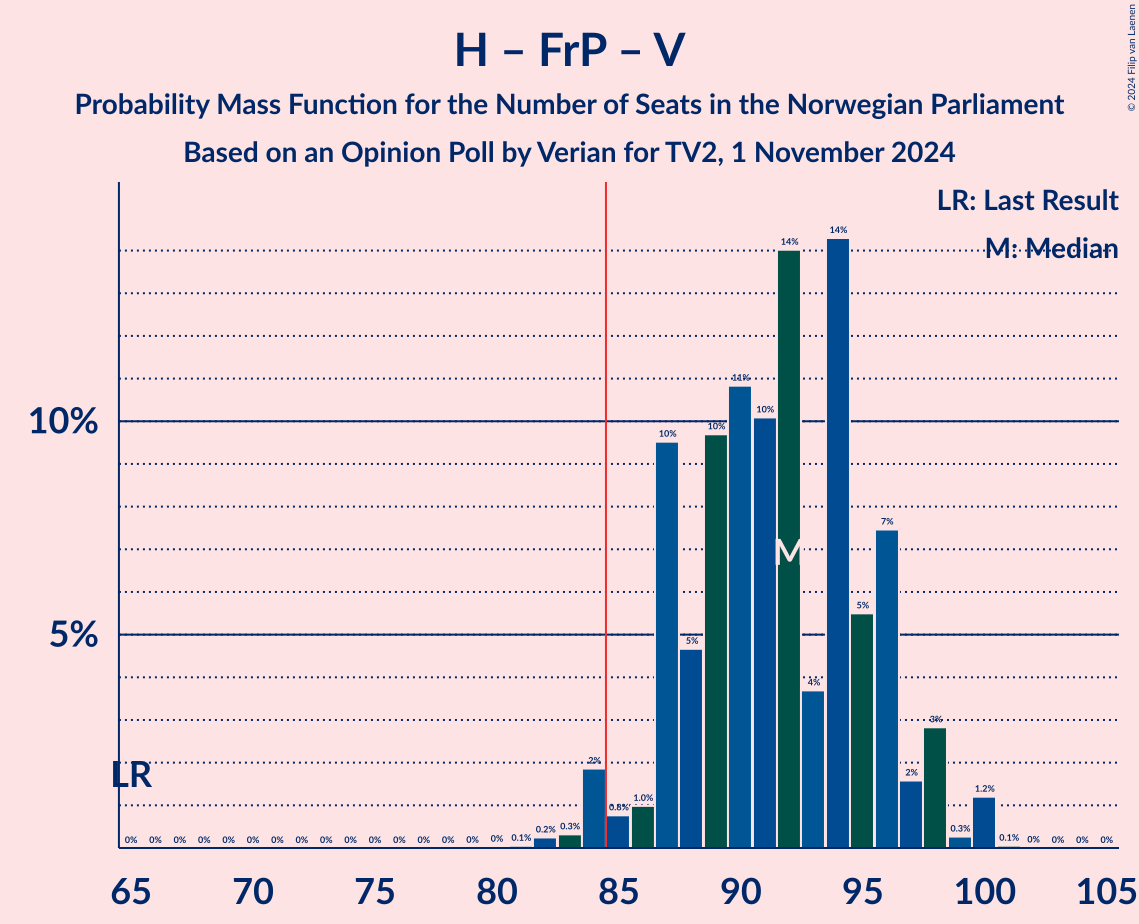 H – FrP – V
Probability Mass Function for the Number of Seats in the Norwegian Parliament
Based on an Opinion Poll by Verian for TV2, 1 November 2024
© 2024 Filip van Laenen
LR: Last Result
M: Median
10%
5%
LR
M
0% 0% 0% 0% 0% 0% 0% 0% 0% 0% 0% 0% 0% 0% 0% 0% 0.1% 0.2% 0.3% 2% 0.8% 1.0% 10% 5% 10% 11% 10% 14% 4% 14% 5% 7% 2% 3% 0.3% 1.2% 0.1% 0% 0% 0% 0%
65 70 75 80 85 90 95 100 105